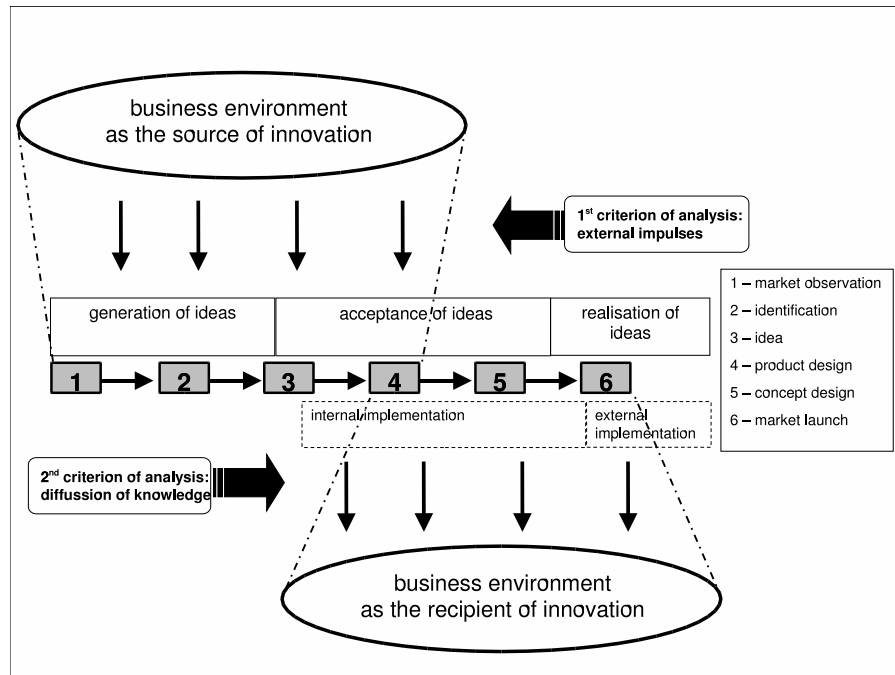 business environment
as the source of innovation
1st criterion of analysis:
external impulses
generation of ideas
acceptance of ideas
realisation of
ideas
1 – market observation
2 – identification
3 – idea
4 – product design
5 – concept design
6 – market launch
1
2
3
4
5
6
internal implementation
external
implementation
2nd criterion of analysis:
diffussion of knowledge
business environment
as the recipient of innovation